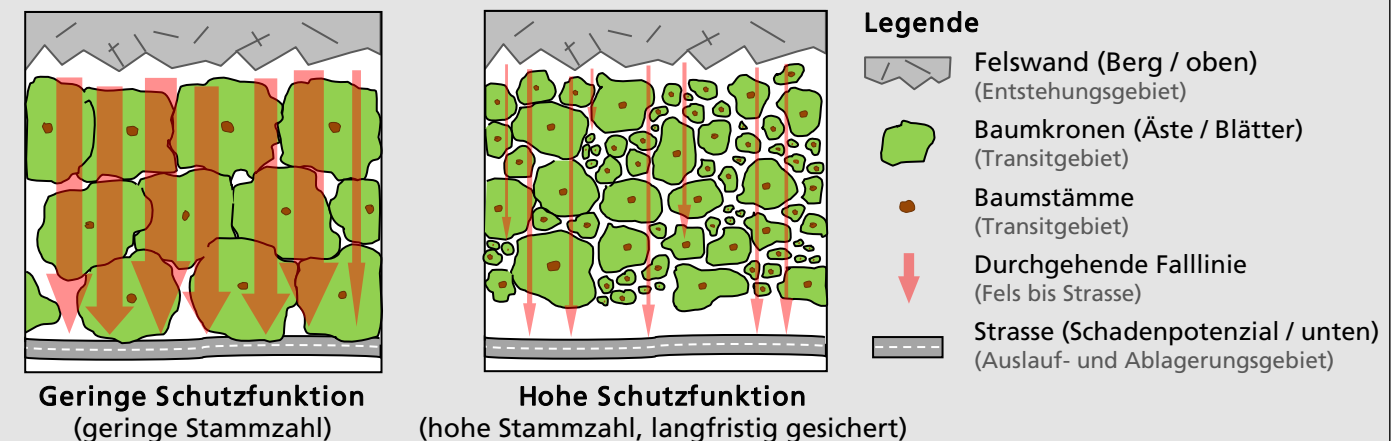 Geringe Schutzfunktion
(geringe Stammzahl)
Hohe Schutzfunktion
(hohe Stammzahl, langfristig gesichert)
Legende
Felswand (Berg / oben)
(Entstehungsgebiet)
Baumkronen (Äste / Blätter)
(Transitgebiet)
Baumstämme
(Transitgebiet)
Durchgehende Falllinie
(Fels bis Strasse)
Strasse (Schadenpotenzial / unten)
(Auslauf- und Ablagerungsgebiet)